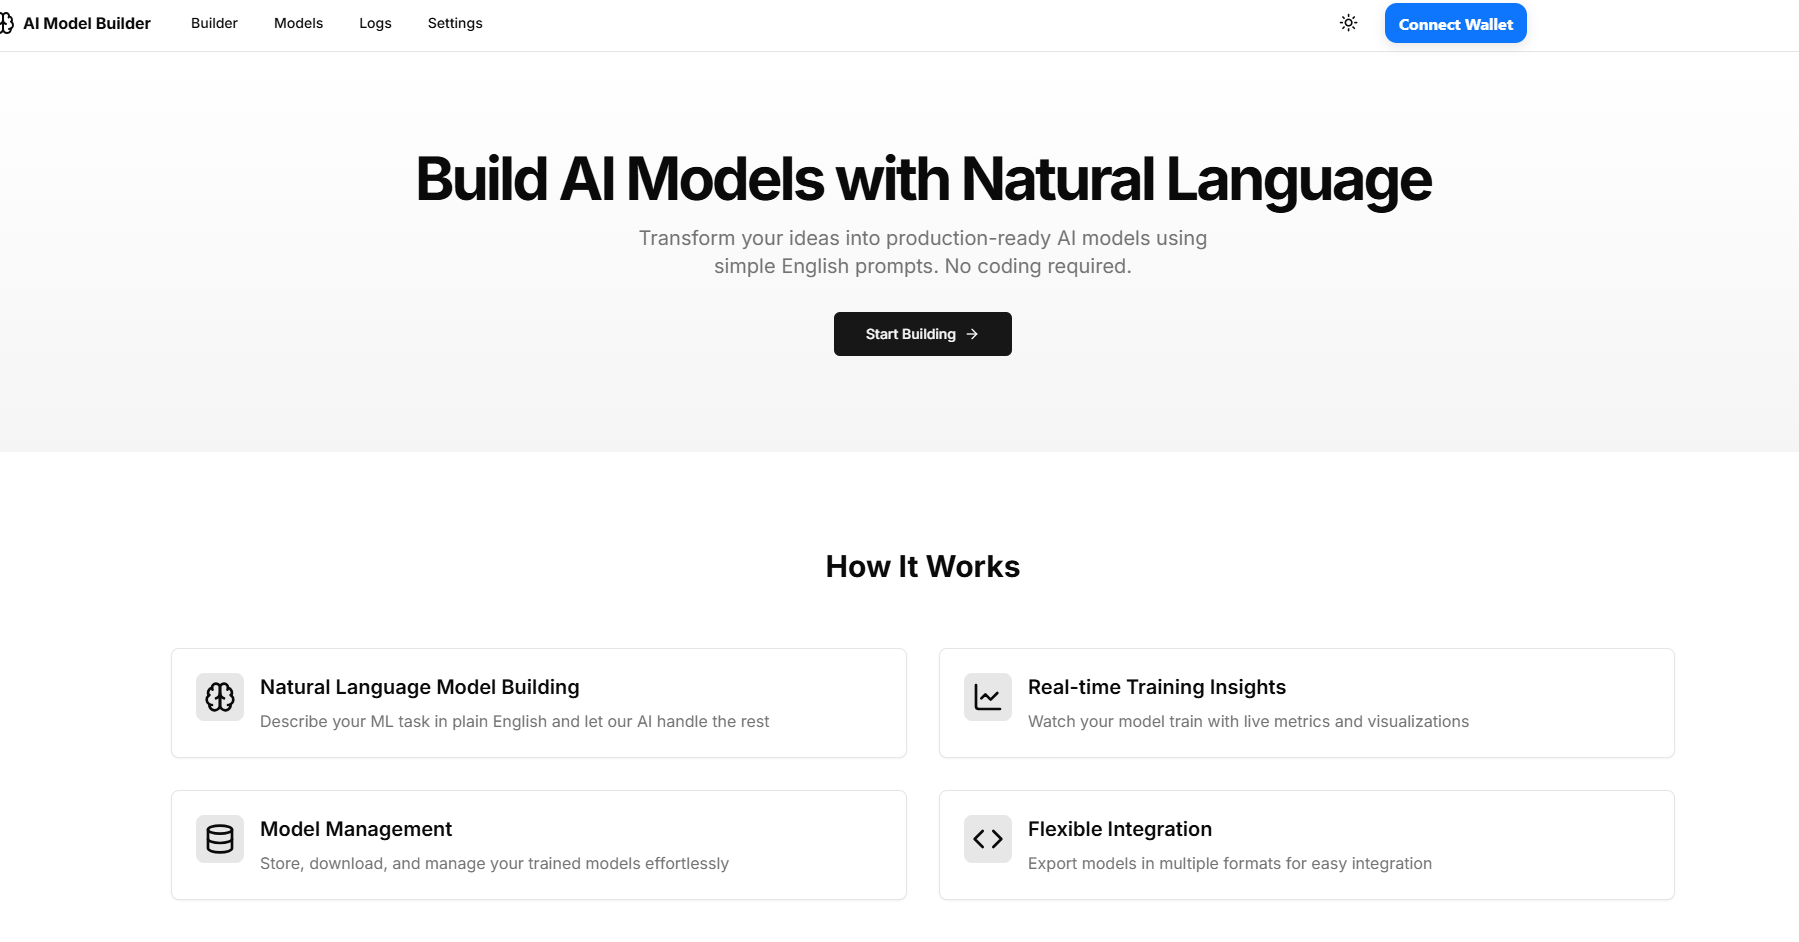 AI Model Builder
Builder
Models
Logs
Settings
Connect Wallet
Build AI Models with Natural Language
Transform your ideas into production-ready AI models using
simple English prompts. No coding required.
Start Building →
How It Works
Natural Language Model Building
Describe your ML task in plain English and let our AI handle the rest
Real-time Training Insights
Watch your model train with live metrics and visualizations
Model Management
Store, download, and manage your trained models effortlessly
Flexible Integration
Export models in multiple formats for easy integration